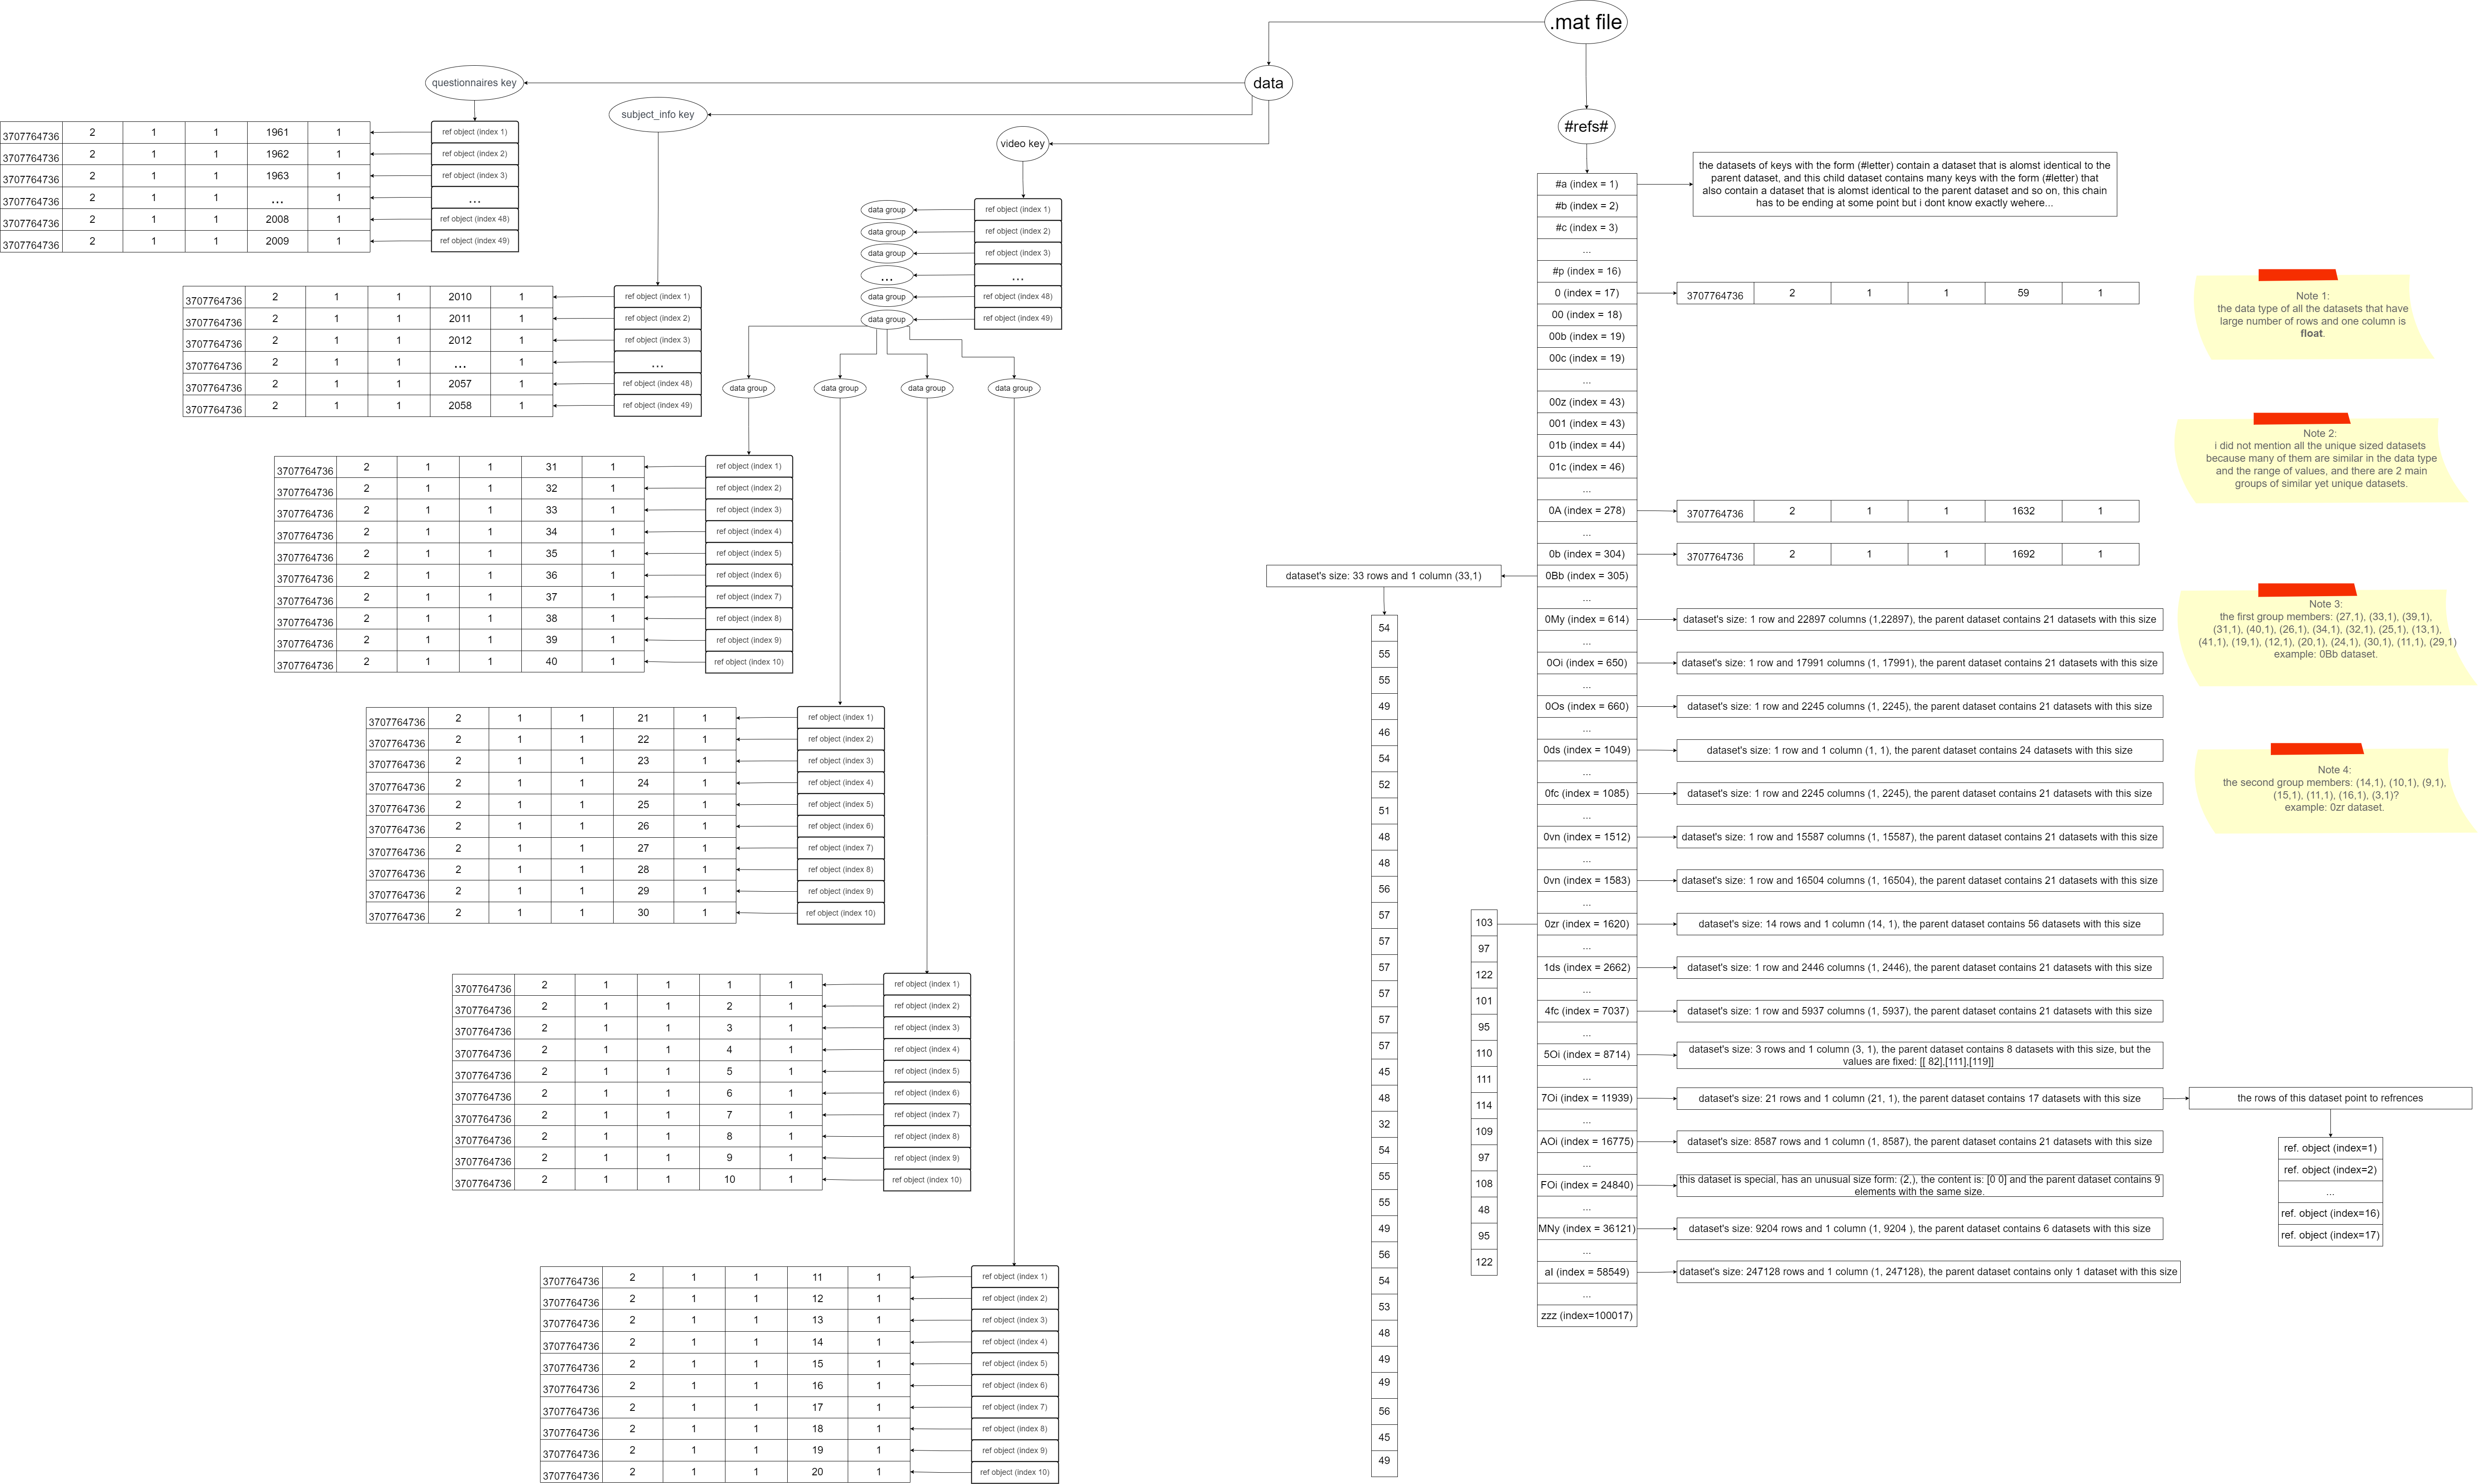 .mat file
data
#refs#
questionnaires key
3707764736 2 1 1 1961 1 ref object (index 1)
3707764736 2 1 1 1962 1 ref object (index 2)
3707764736 2 1 1 1963 1 ref object (index 3)
3707764736 2 1 1 ... 1 ...
3707764736 2 1 1 2008 1 ref object (index 48)
3707764736 2 1 1 2009 1 ref object (index 49)
subject_info key
3707764736 2 1 1 2010 1 ref object (index 1)
3707764736 2 1 1 2011 1 ref object (index 2)
3707764736 2 1 1 2012 1 ref object (index 3)
3707764736 2 1 1 ... 1 ...
3707764736 2 1 1 2057 1 ref object (index 48)
3707764736 2 1 1 2058 1 ref object (index 49)
video key
data group ref object (index 1)
data group ref object (index 2)
data group ref object (index 3)
... ...
data group ref object (index 48)
data group ref object (index 49)
data group data group data group data group
3707764736 2 1 1 31 1 ref object (index 1)
3707764736 2 1 1 32 1 ref object (index 2)
3707764736 2 1 1 33 1 ref object (index 3)
3707764736 2 1 1 34 1 ref object (index 4)
3707764736 2 1 1 35 1 ref object (index 5)
3707764736 2 1 1 36 1 ref object (index 6)
3707764736 2 1 1 37 1 ref object (index 7)
3707764736 2 1 1 38 1 ref object (index 8)
3707764736 2 1 1 39 1 ref object (index 9)
3707764736 2 1 1 40 1 ref object (index 10)
3707764736 2 1 1 21 1 ref object (index 1)
3707764736 2 1 1 22 1 ref object (index 2)
3707764736 2 1 1 23 1 ref object (index 3)
3707764736 2 1 1 24 1 ref object (index 4)
3707764736 2 1 1 25 1 ref object (index 5)
3707764736 2 1 1 26 1 ref object (index 6)
3707764736 2 1 1 27 1 ref object (index 7)
3707764736 2 1 1 28 1 ref object (index 8)
3707764736 2 1 1 29 1 ref object (index 9)
3707764736 2 1 1 30 1 ref object (index 10)
3707764736 2 1 1 1 1 ref object (index 1)
3707764736 2 1 1 2 1 ref object (index 2)
3707764736 2 1 1 3 1 ref object (index 3)
3707764736 2 1 1 4 1 ref object (index 4)
3707764736 2 1 1 5 1 ref object (index 5)
3707764736 2 1 1 6 1 ref object (index 6)
3707764736 2 1 1 7 1 ref object (index 7)
3707764736 2 1 1 8 1 ref object (index 8)
3707764736 2 1 1 9 1 ref object (index 9)
3707764736 2 1 1 10 1 ref object (index 10)
3707764736 2 1 1 11 1 ref object (index 1)
3707764736 2 1 1 12 1 ref object (index 2)
3707764736 2 1 1 13 1 ref object (index 3)
3707764736 2 1 1 14 1 ref object (index 4)
3707764736 2 1 1 15 1 ref object (index 5)
3707764736 2 1 1 16 1 ref object (index 6)
3707764736 2 1 1 17 1 ref object (index 7)
3707764736 2 1 1 18 1 ref object (index 8)
3707764736 2 1 1 19 1 ref object (index 9)
3707764736 2 1 1 20 1 ref object (index 10)
#a (index = 1)
the datasets of keys with the form (#letter) contain a dataset that is alomst identical to the
parent dataset, and this child dataset contains many keys with the form (#letter) that
also contain a dataset that is alomst identical to the parent dataset and so on, this chain
has to be ending at some point but i dont know exactly wehere...
#b (index = 2)
#c (index = 3)
...
#p (index = 16)
0 (index = 17) 3707764736 2 1 1 59 1
00 (index = 18)
00b (index = 19)
00c (index = 19)
...
00z (index = 43)
001 (index = 43)
01b (index = 44)
01c (index = 46)
...
0A (index = 278) 3707764736 2 1 1 1632 1
...
0b (index = 304) 3707764736 2 1 1 1692 1
dataset's size: 33 rows and 1 column (33,1) 0Bb (index = 305)
...
0My (index = 614) dataset's size: 1 row and 22897 columns (1,22897), the parent dataset contains 21 datasets with this size
...
0Oi (index = 650) dataset's size: 1 row and 17991 columns (1, 17991), the parent dataset contains 21 datasets with this size
...
0Os (index = 660) dataset's size: 1 row and 2245 columns (1, 2245), the parent dataset contains 21 datasets with this size
...
0ds (index = 1049) dataset's size: 1 row and 1 column (1, 1), the parent dataset contains 24 datasets with this size
...
0fc (index = 1085) dataset's size: 1 row and 2245 columns (1, 2245), the parent dataset contains 21 datasets with this size
...
0vn (index = 1512) dataset's size: 1 row and 15587 columns (1, 15587), the parent dataset contains 21 datasets with this size
...
0vn (index = 1583) dataset's size: 1 row and 16504 columns (1, 16504), the parent dataset contains 21 datasets with this size
...
0zr (index = 1620) dataset's size: 14 rows and 1 column (14, 1), the parent dataset contains 56 datasets with this size
...
1ds (index = 2662) dataset's size: 1 row and 2446 columns (1, 2446), the parent dataset contains 21 datasets with this size
...
4fc (index = 7037) dataset's size: 1 row and 5937 columns (1, 5937), the parent dataset contains 21 datasets with this size
...
5Oi (index = 8714) dataset's size: 3 rows and 1 column (3, 1), the parent dataset contains 8 datasets with this size, but the
values are fixed: [[ 82],[111],[119]]
...
7Oi (index = 11939) dataset's size: 21 rows and 1 column (21, 1), the parent dataset contains 17 datasets with this size
...
AOi (index = 16775) dataset's size: 8587 rows and 1 column (1, 8587), the parent dataset contains 21 datasets with this size
...
FOi (index = 24840) this dataset is special, has an unusual size form: (2,), the content is: [0 0] and the parent dataset contains 9
elements with the same size.
...
MNy (index = 36121) dataset's size: 9204 rows and 1 column (1, 9204 ), the parent dataset contains 6 datasets with this size
...
aI (index = 58549) dataset's size: 247128 rows and 1 column (1, 247128), the parent dataset contains only 1 dataset with this size
...
zzz (index=100017)
54
55
55
49
46
54
52
51
48
48
56
57
57
57
57
57
57
45
48
32
54
55
55
49
56
54
53
48
49
49
56
45
49
103
97
122
101
95
110
111
114
109
97
108
48
95
122
the rows of this dataset point to refrences
ref. object (index=1)
ref. object (index=2)
...
ref. object (index=16)
ref. object (index=17)
Note 1:
the data type of all the datasets that have
large number of rows and one column is
float.
Note 2:
i did not mention all the unique sized datasets
because many of them are similar in the data type
and the range of values, and there are 2 main
groups of similar yet unique datasets.
Note 3:
the first group members: (27,1), (33,1), (39,1),
(31,1), (40,1), (26,1), (34,1), (32,1), (25,1), (13,1),
(41,1), (19,1), (12,1), (20,1), (24,1), (30,1), (11,1), (29,1)
example: 0Bb dataset.
Note 4:
the second group members: (14,1), (10,1), (9,1),
(15,1), (11,1), (16,1), (3,1)?
example: 0zr dataset.